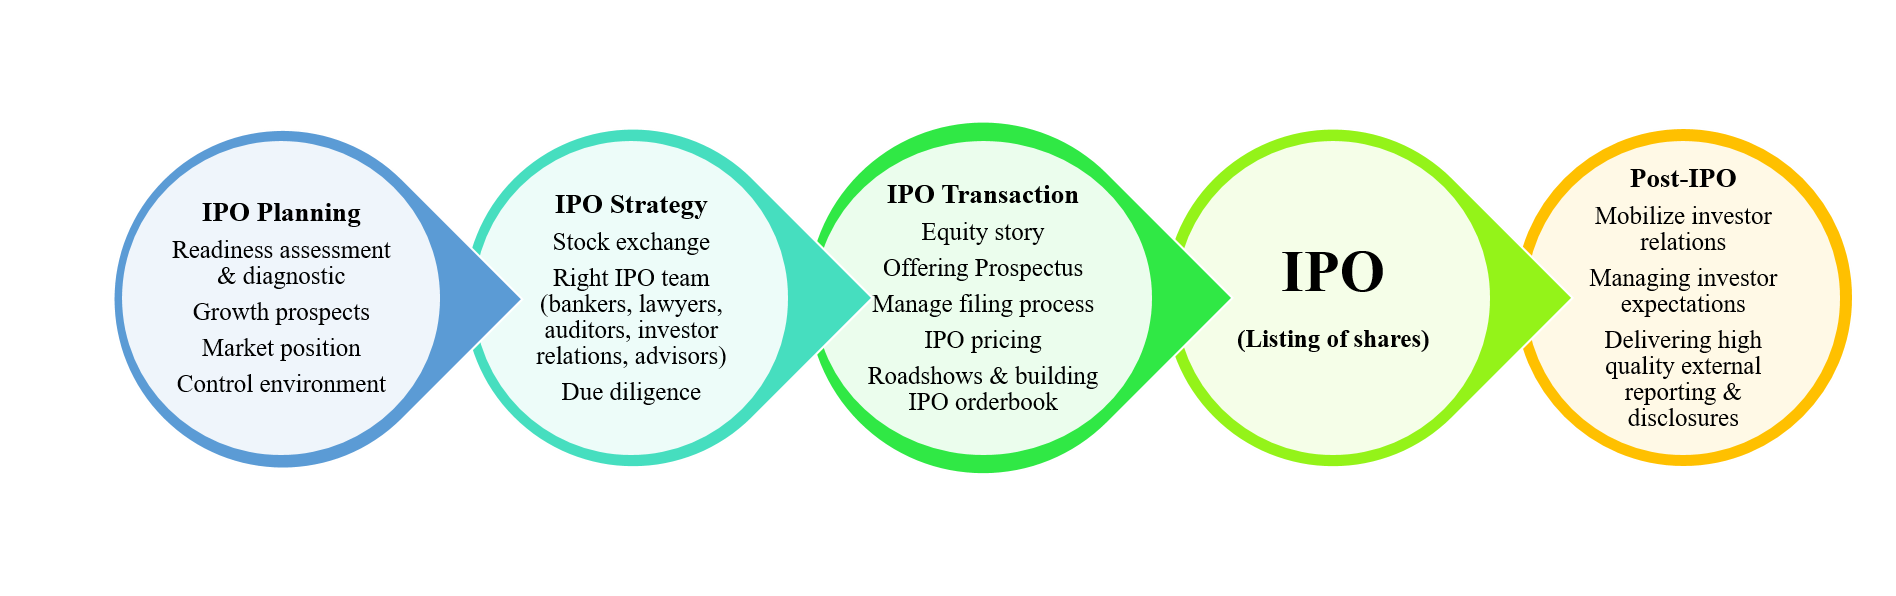 IPO Planning
Readiness assessment
& diagnostic
Growth prospects
Market position
Control environment
IPO Strategy
Stock exchange
Right IPO team
(bankers, lawyers,
auditors, investor
relations, advisors)
Due diligence
IPO Transaction
Equity story
Offering Prospectus
Manage filing process
IPO pricing
Roadshows & building
IPO orderbook
IPO
(Listing of shares)
Post-IPO
Mobilize investor
relations
Managing investor
expectations
Delivering high
quality external
reporting &
disclosures